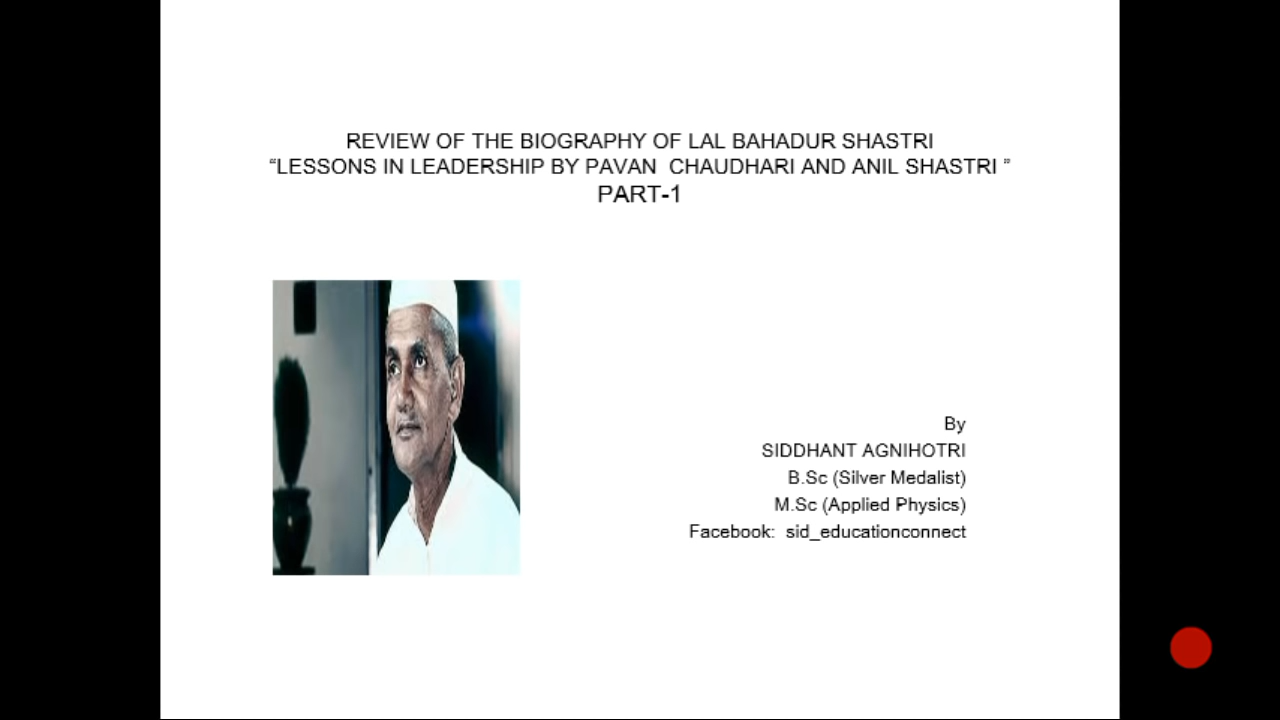 REVIEW OF THE BIOGRAPHY OF LAL BAHADUR SHASTRI
“LESSONS IN LEADERSHIP BY PAVAN  CHAUDHARI AND ANIL SHASTRI ”
PART-1
By
SIDDHANT AGNIHOTRI
B.Sc (Silver Medalist)
M.Sc (Applied Physics)
Facebook:  sid_educationconnect